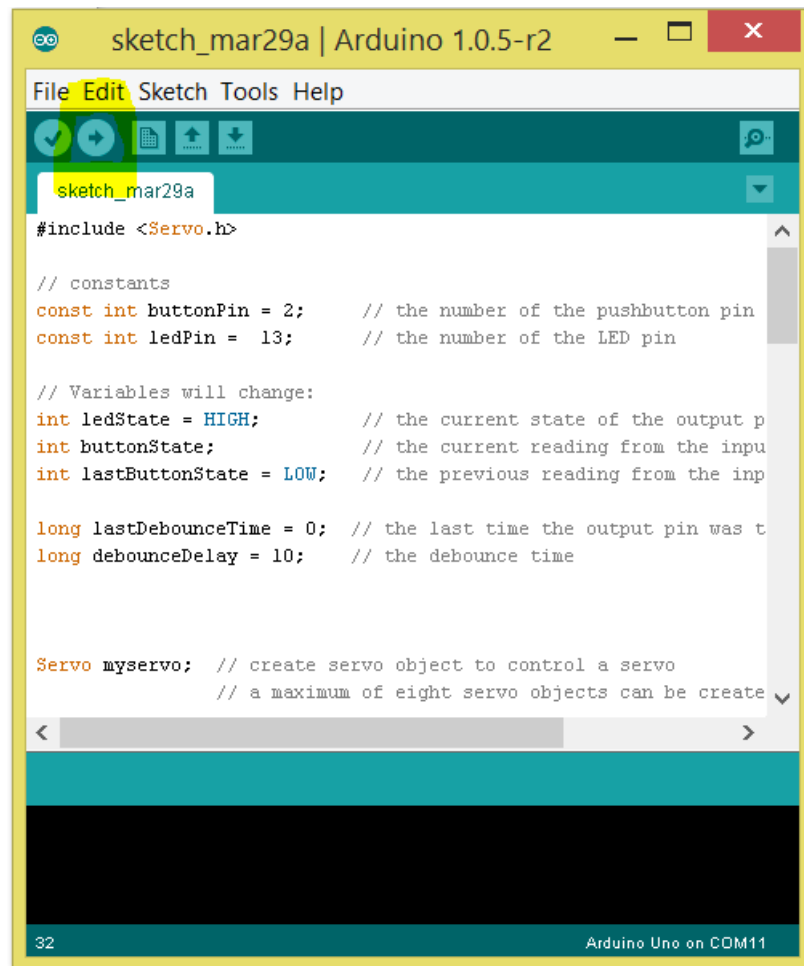 sketch_mar29a | Arduino 1.0.5-r2
File Edit Sketch Tools Help
sketch_mar29a
#include <Servo.h>
// constants
const int buttonPin = 2;     // the number of the pushbutton pin
const int ledPin =  13;      // the number of the LED pin
// Variables will change:
int ledState = HIGH;         // the current state of the output p
int buttonState;             // the current reading from the inpu
int lastButtonState = LOW;   // the previous reading from the inp
long lastDebounceTime = 0;  // the last time the output pin was t
long debounceDelay = 10;    // the debounce time
Servo myservo;  // create servo object to control a servo
// a maximum of eight servo objects can be create
32
Arduino Uno on COM11